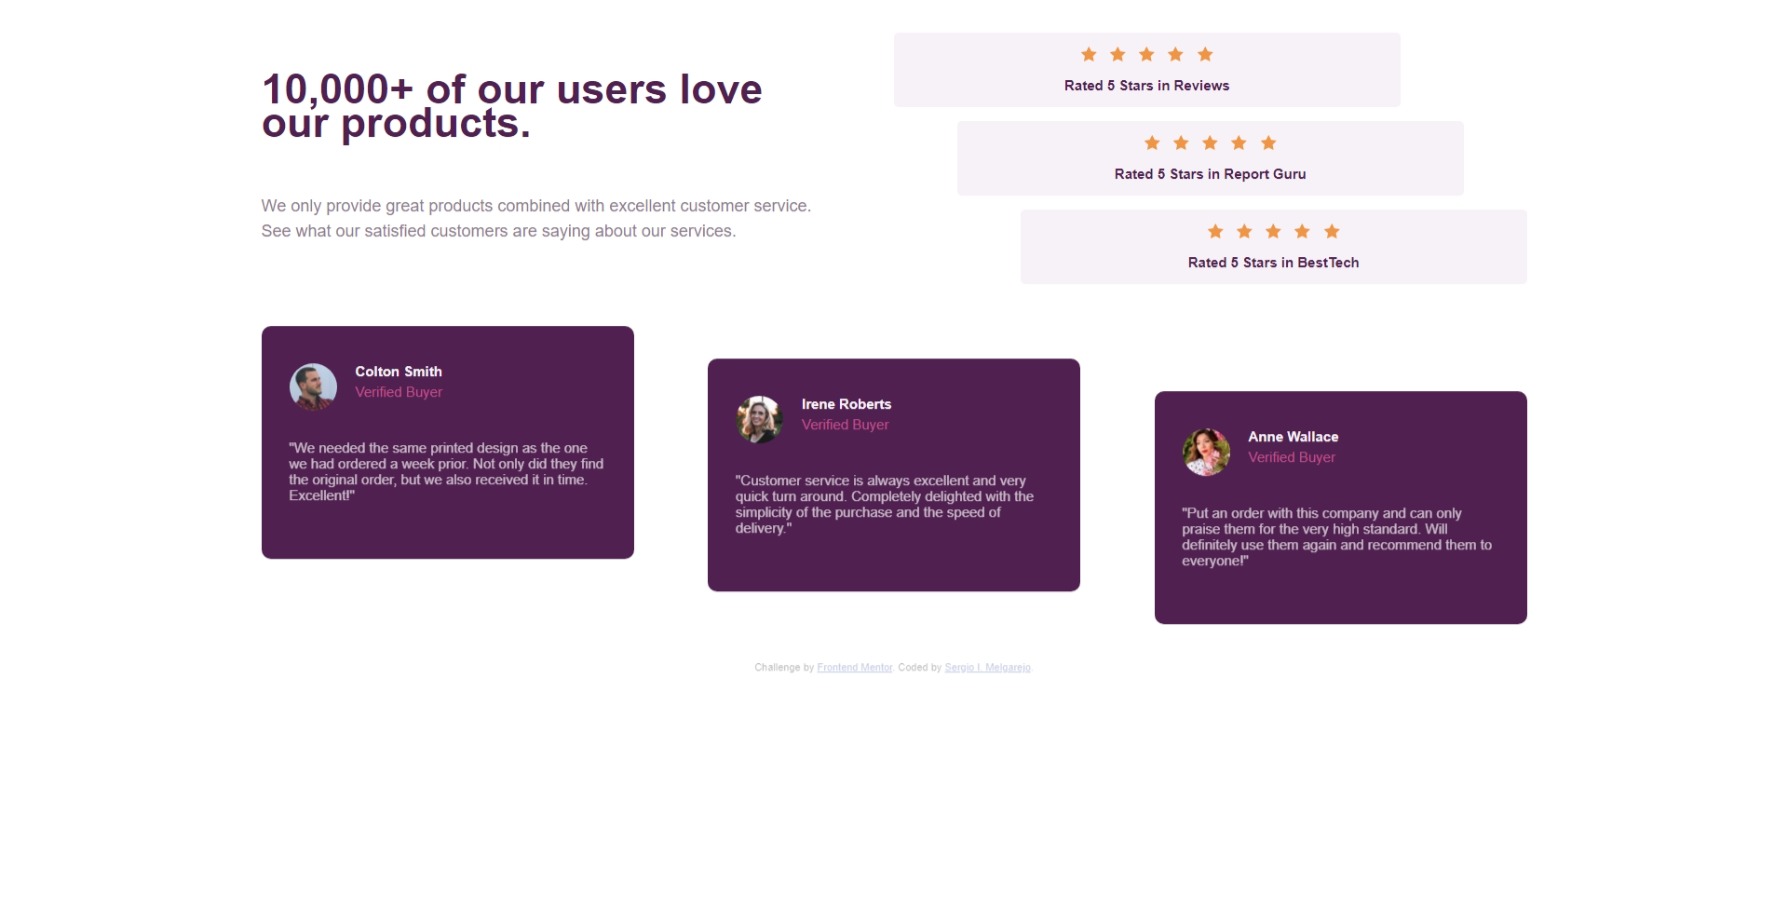 10,000+ of our users love
our products.
We only provide great products combined with excellent customer service.
See what our satisfied customers are saying about our services.
Rated 5 Stars in Reviews
Rated 5 Stars in Report Guru
Rated 5 Stars in BestTech
Colton Smith
Verified Buyer
"We needed the same printed design as the one
we had ordered a week prior. Not only did they find
the original order, but we also received it in time.
Excellent!"
Irene Roberts
Verified Buyer
"Customer service is always excellent and very
quick turn around. Completely delighted with the
simplicity of the purchase and the speed of
delivery."
Anne Wallace
Verified Buyer
"Put an order with this company and can only
praise them for the very high standard. Will
definitely use them again and recommend them to
everyone!"
Challenge by Frontend Mentor. Coded by Sergio I. Melgarejo.